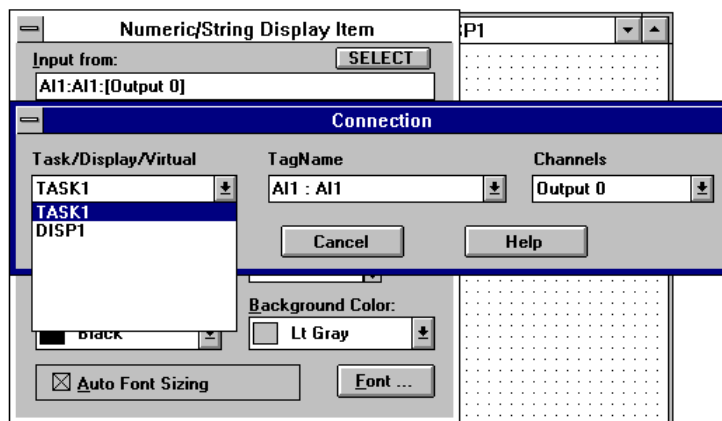 Numeric/String Display Item
Input from:
SELECT
AI1:AI1:[Output 0]
Connection
Task/Display/Virtual
TagName
Channels
TASK1
AI1 : AI1
Output 0
TASK1
DISP1
Cancel
Help
Background Color:
Black
Lt Gray
Auto Font Sizing
Font ...